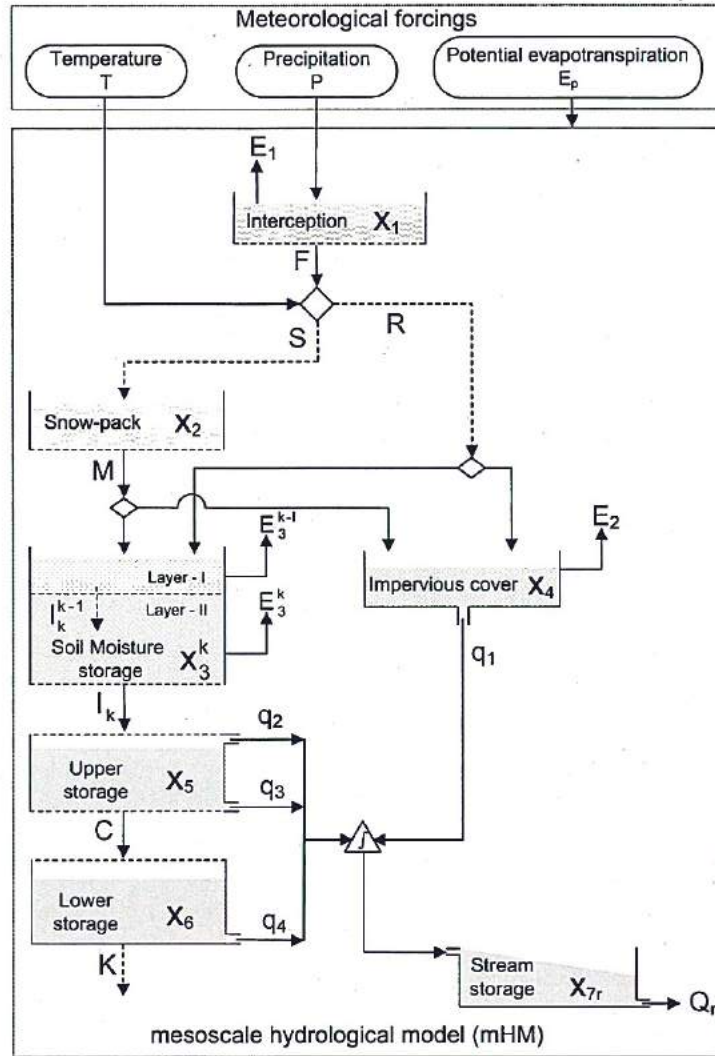 Meteorological forcings
Temperature
T
Precipitation
P
Potential evapotranspiration
Eₚ
E₁
Interception X₁
F
S
R
Snow-pack X₂
M
E₃ᵏ⁻ˡ
E₂
Layer - I
Impervious cover X₄
Iₖᵏ⁻¹
Layer - II
E₃ᵏ
Soil Moisture
storage
X₃ᵏ
q₁
Iₖ
q₂
Upper
storage
X₅
q₃
C
∫
Lower
storage
X₆
q₄
K
Stream
storage
X₇ᵣ
Qᵣ
mesoscale hydrological model (mHM)